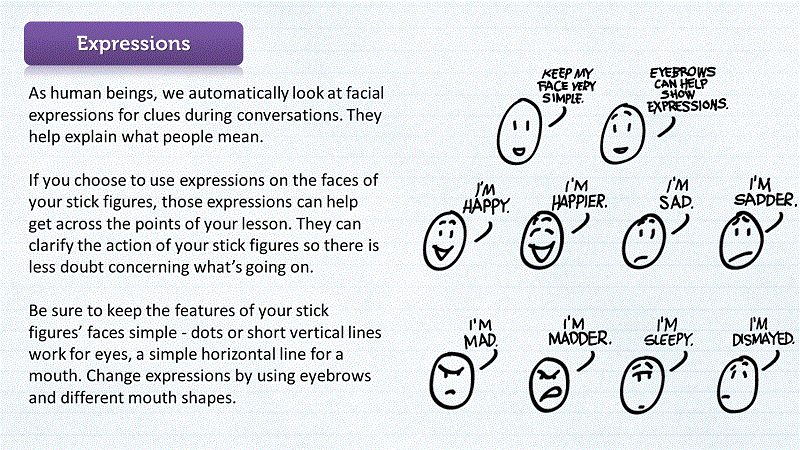 Expressions
As human beings, we automatically look at facial
expressions for clues during conversations. They
help explain what people mean.
If you choose to use expressions on the faces of
your stick figures, those expressions can help
get across the points of your lesson. They can
clarify the action of your stick figures so there is
less doubt concerning what's going on.
Be sure to keep the features of your stick
figures' faces simple - dots or short vertical lines
work for eyes, a simple horizontal line for a
mouth. Change expressions by using eyebrows
and different mouth shapes.
KEEP MY
FACE VERY
SIMPLE.
EYEBROWS
CAN HELP
SHOW
EXPRESSIONS.
I'M
HAPPY.
I'M
HAPPIER.
I'M
SAD.
I'M
SADDER.
I'M
MAD.
I'M
MADDER.
I'M
SLEEPY.
I'M
DISMAYED.